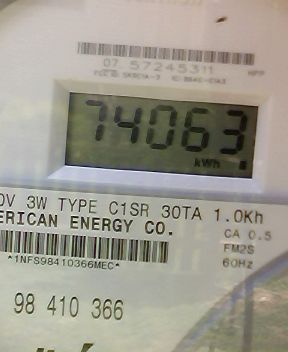 07 57245311
74063
kWh
0V 3W TYPE C1SR 30TA 1.0Kh
ERICAN ENERGY CO.
CA 0.5
FM2S
60Hz
*1NFS98410366MEC*
98 410 366